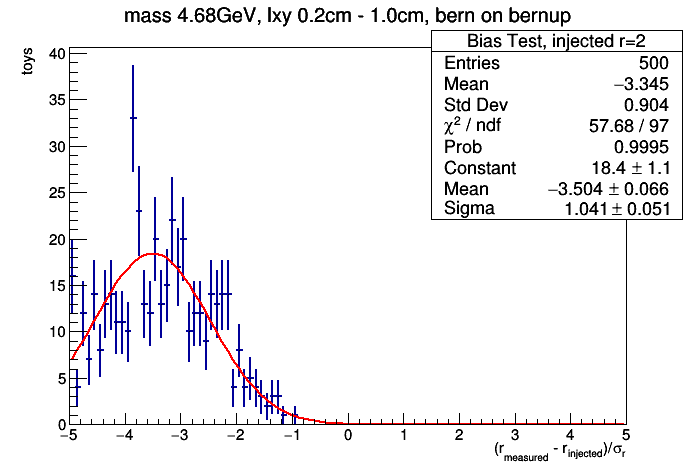 mass 4.68GeV, lxy 0.2cm - 1.0cm, bern on bernup
Bias Test, injected r=2
Entries 500
Mean −3.345
Std Dev 0.904
χ² / ndf 57.68 / 97
Prob 0.9995
Constant 18.4 ± 1.1
Mean −3.504 ± 0.066
Sigma 1.041 ± 0.051
toys
40
35
30
25
20
15
10
5
0
−5 −4 −3 −2 −1 0 1 2 3 4 5
(r_measured - r_injected)/σ_r